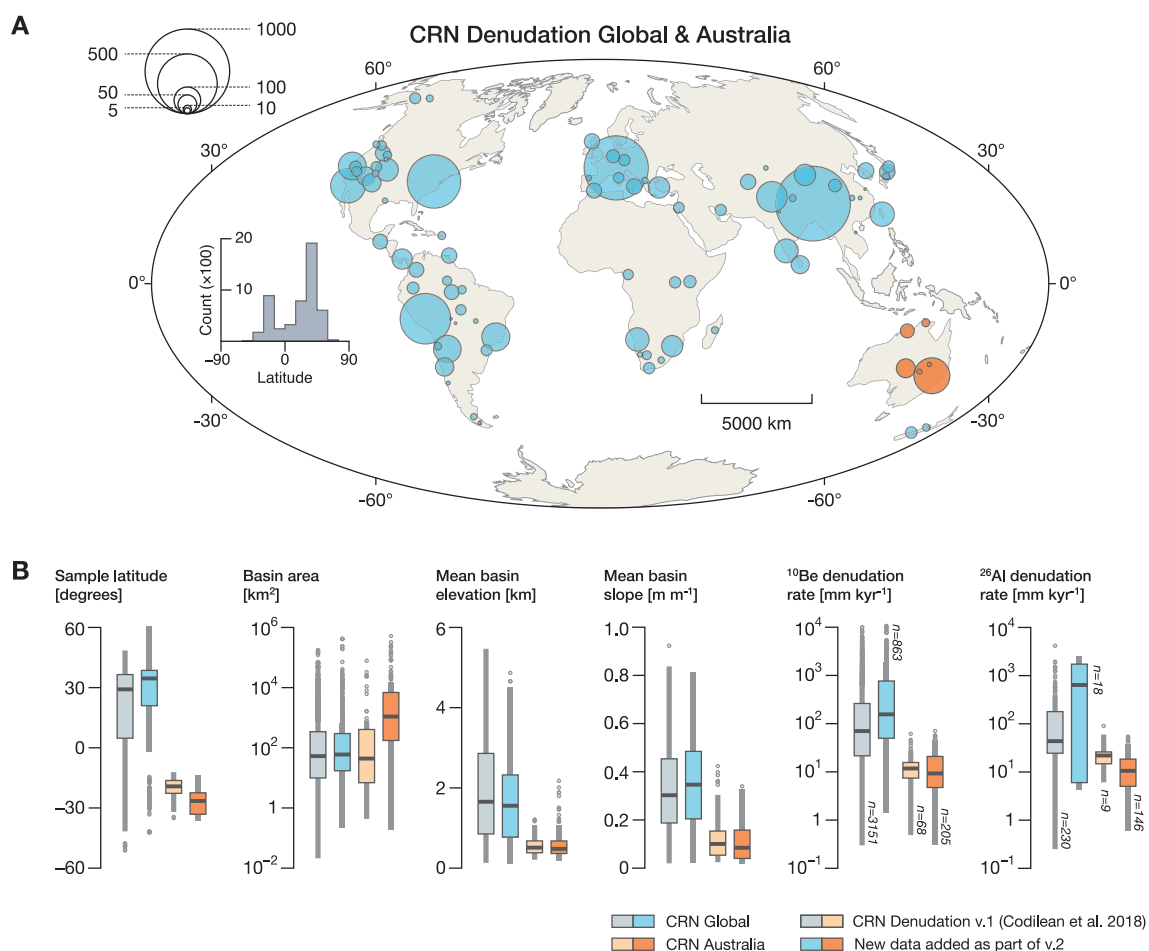 A
CRN Denudation Global & Australia
1000
500
100
50
10
5
60°
60°
30°
30°
0°
0°
-30°
-30°
-60°
-60°
20
10
Count (×100)
−90
0
90
Latitude
5000 km
B
Sample latitude
[degrees]
60
30
0
−30
−60
Basin area
[km²]
10⁶
10⁴
10²
1
10⁻²
Mean basin
elevation [km]
6
4
2
0
Mean basin
slope [m m⁻¹]
1.0
0.8
0.6
0.4
0.2
0
¹⁰Be denudation
rate [mm kyr⁻¹]
10⁴
10³
10²
10
1
10⁻¹
n=3151
n=863
n=68
n=205
²⁶Al denudation
rate [mm kyr⁻¹]
10⁴
10³
10²
10
1
10⁻¹
n=230
n=18
n=9
n=146
CRN Global
CRN Australia
CRN Denudation v.1 (Codilean et al. 2018)
New data added as part of v.2